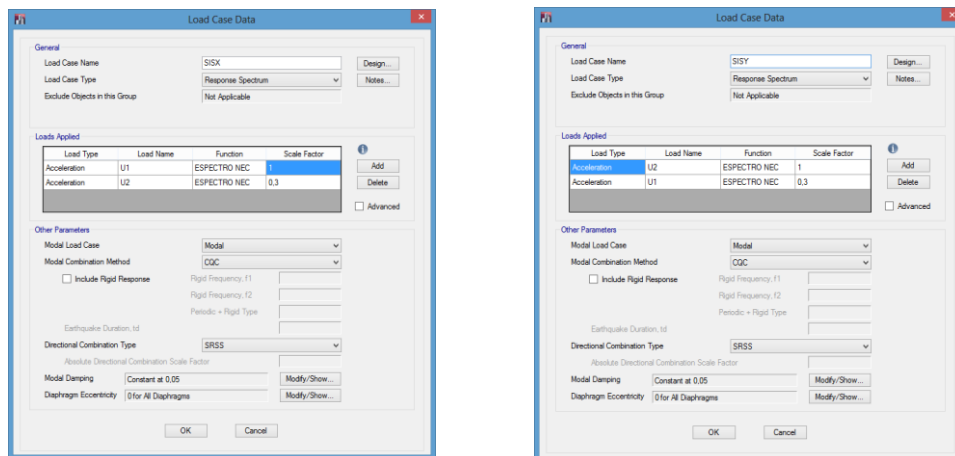 Load Case Data
General
Load Case Name SISX Design...
Load Case Type Response Spectrum Notes...
Exclude Objects in this Group Not Applicable
Loads Applied
Load Type Load Name Function Scale Factor
Acceleration U1 ESPECTRO NEC 1 Add
Acceleration U2 ESPECTRO NEC 0,3 Delete
Advanced
Other Parameters
Modal Load Case Modal
Modal Combination Method CQC
Include Rigid Response Rigid Frequency, f1
Rigid Frequency, f2
Periodic + Rigid Type
Earthquake Duration, td
Directional Combination Type SRSS
Absolute Directional Combination Scale Factor
Modal Damping Constant at 0,05 Modify/Show...
Diaphragm Eccentricity 0 for All Diaphragms Modify/Show...
OK Cancel
Load Case Data
General
Load Case Name SISY Design...
Load Case Type Response Spectrum Notes...
Exclude Objects in this Group Not Applicable
Loads Applied
Load Type Load Name Function Scale Factor
Acceleration U2 ESPECTRO NEC 1 Add
Acceleration U1 ESPECTRO NEC 0,3 Delete
Advanced
Other Parameters
Modal Load Case Modal
Modal Combination Method CQC
Include Rigid Response Rigid Frequency, f1
Rigid Frequency, f2
Periodic + Rigid Type
Earthquake Duration, td
Directional Combination Type SRSS
Absolute Directional Combination Scale Factor
Modal Damping Constant at 0,05 Modify/Show...
Diaphragm Eccentricity 0 for All Diaphragms Modify/Show...
OK Cancel